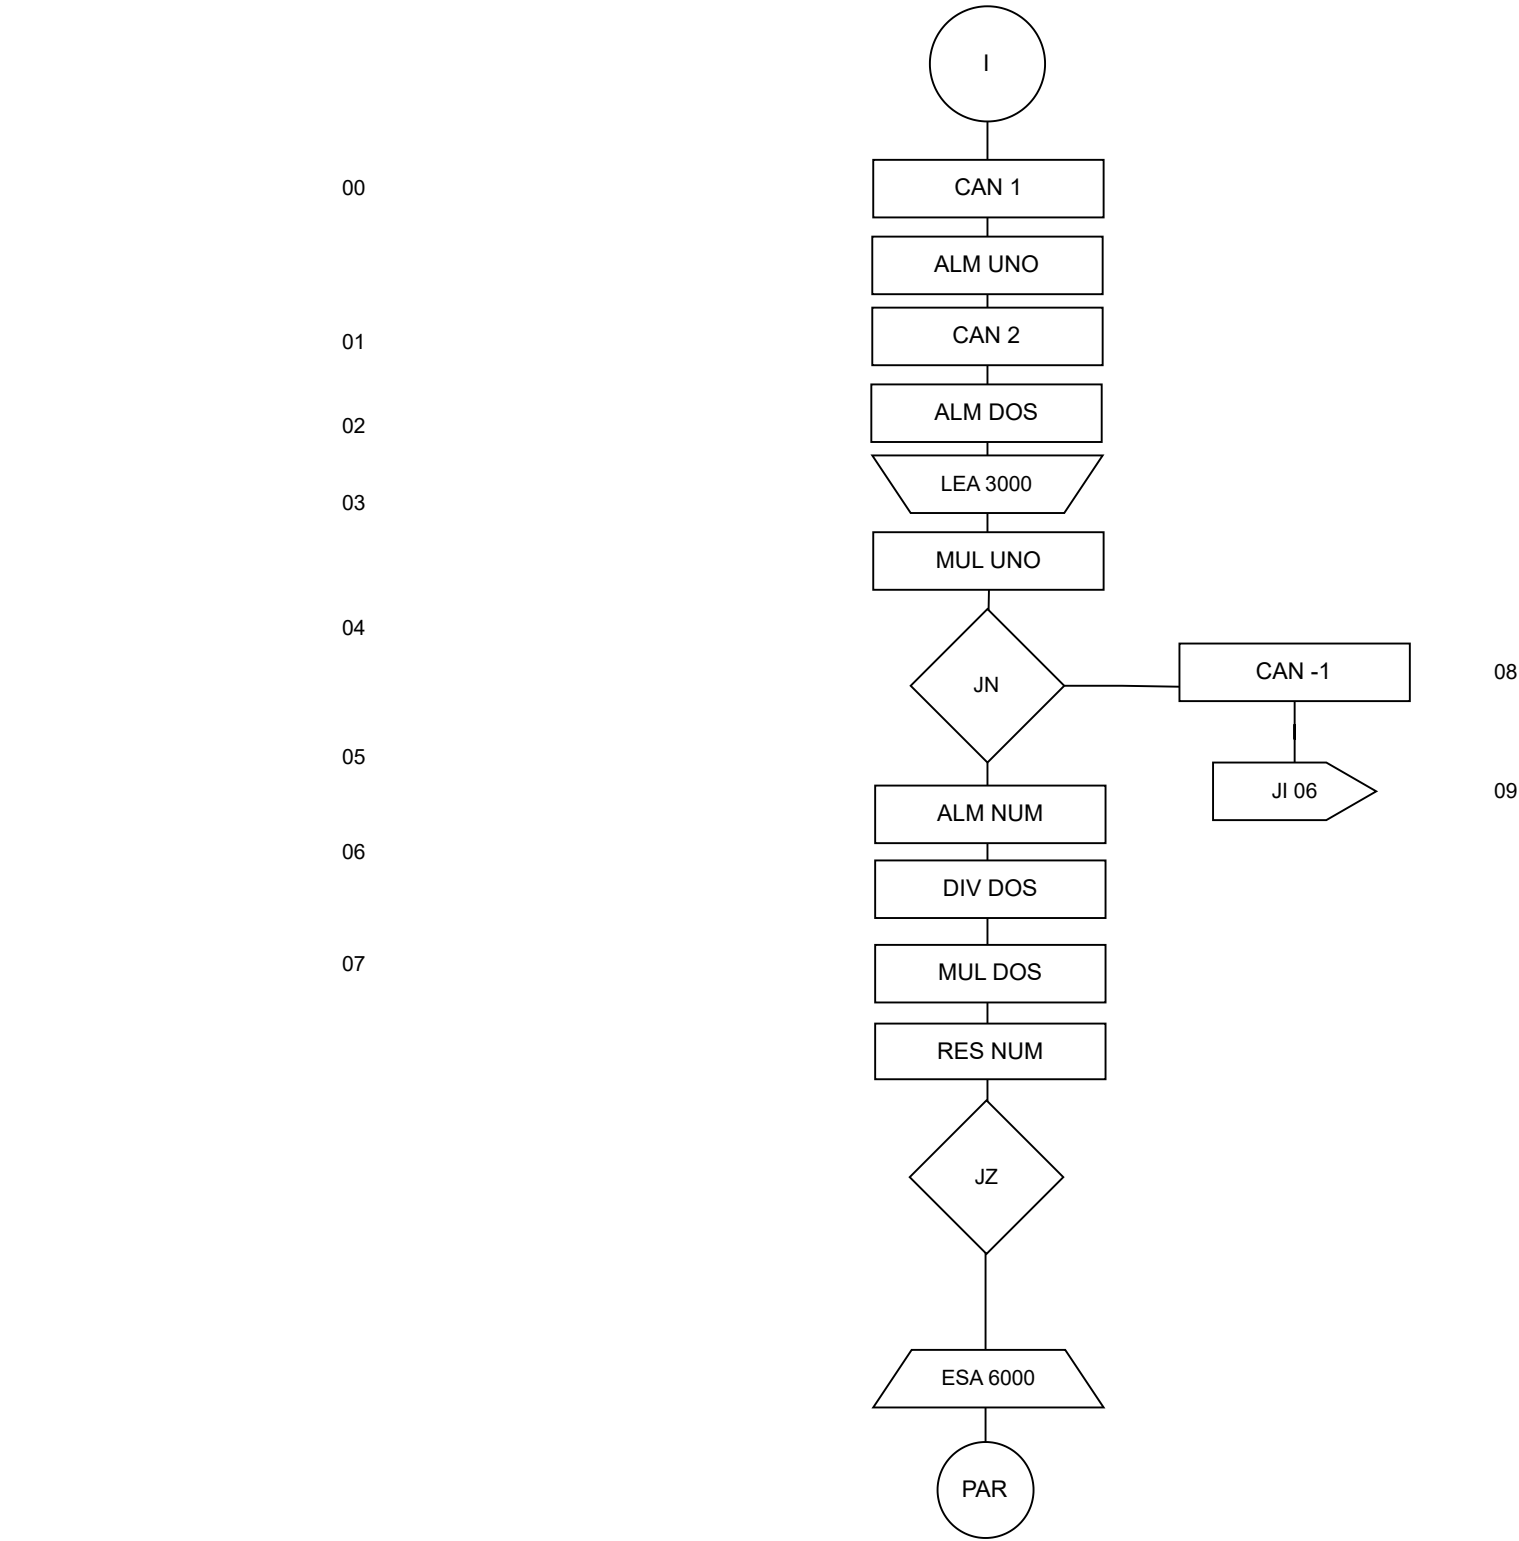 I
00
CAN 1
ALM UNO
01
CAN 2
02
ALM DOS
LEA 3000
03
MUL UNO
04
JN
CAN -1
08
05
JI 06
09
ALM NUM
06
DIV DOS
07
MUL DOS
RES NUM
JZ
ESA 6000
PAR